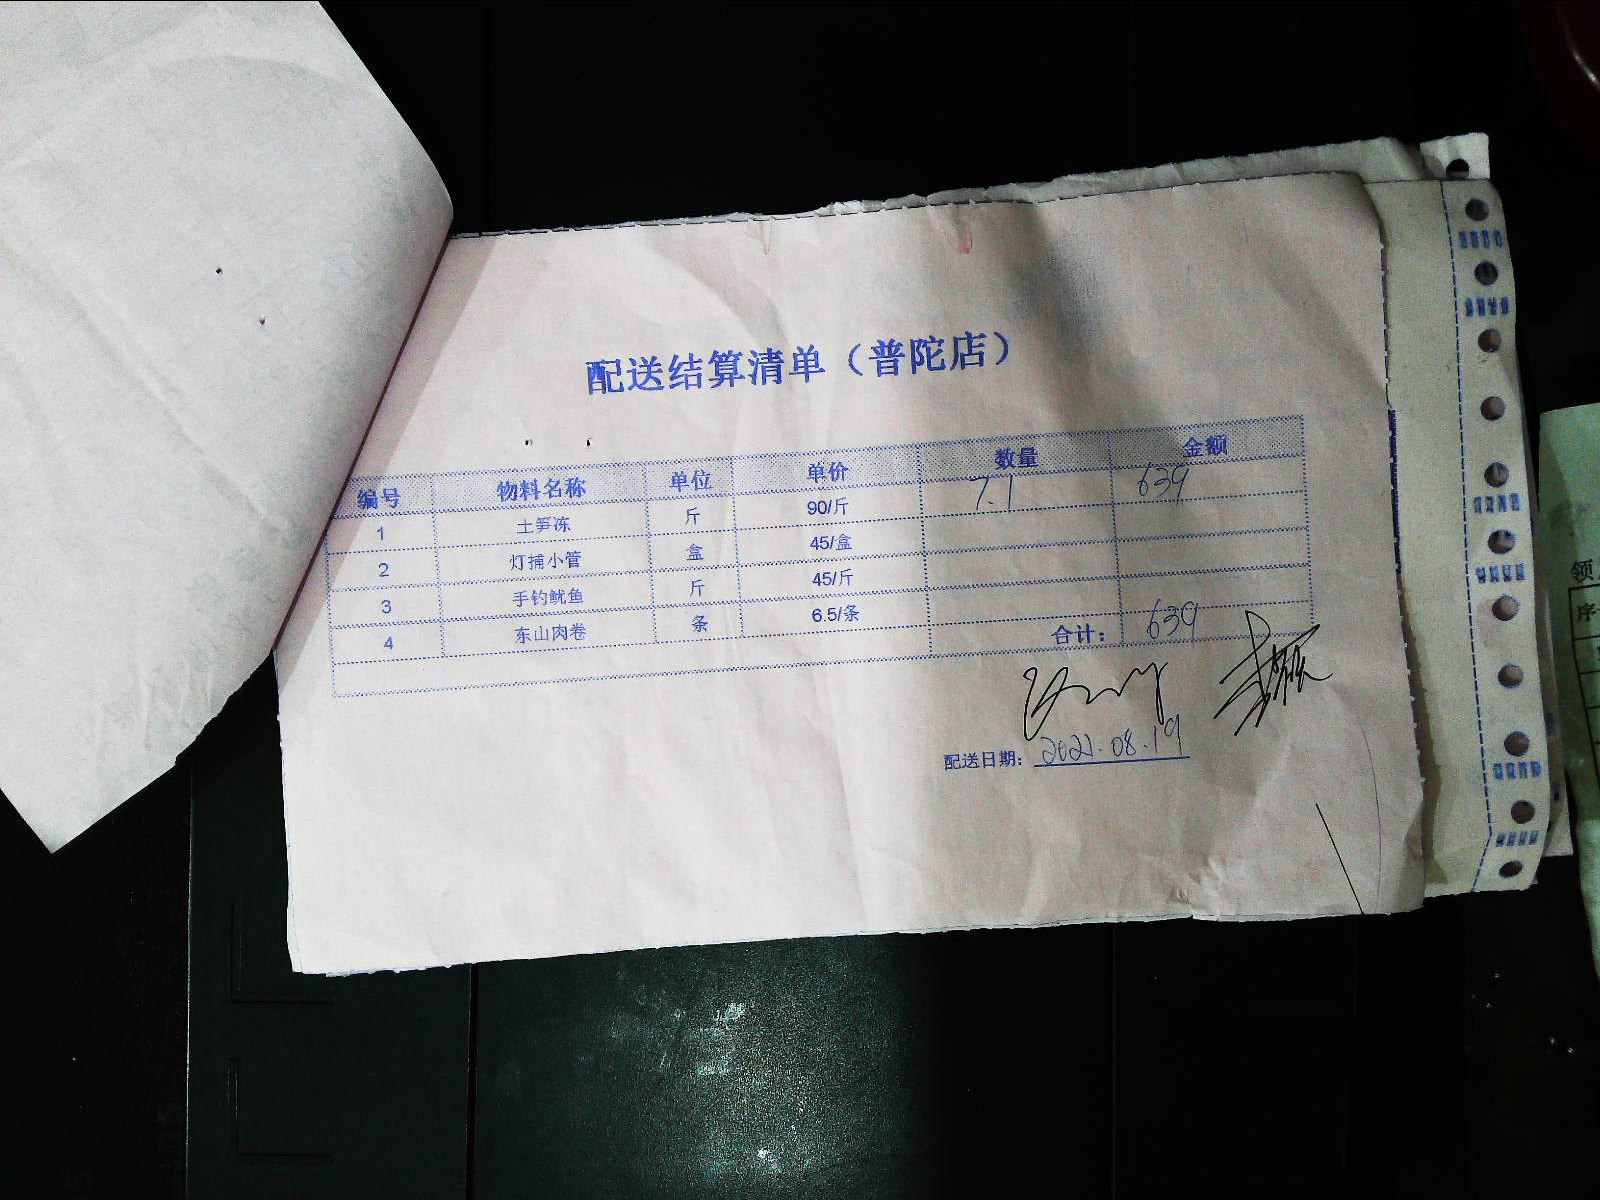 配送结算清单（普陀店）
编号 物料名称 单位 单价 数量 金额
1 土笋冻 斤 90/斤 7.1 639
2 灯捕小管 盒 45/盒
3 手钓鱿鱼 斤 45/斤
4 东山肉卷 条 6.5/条
合计： 639
配送日期： 2021.08.19
领
序